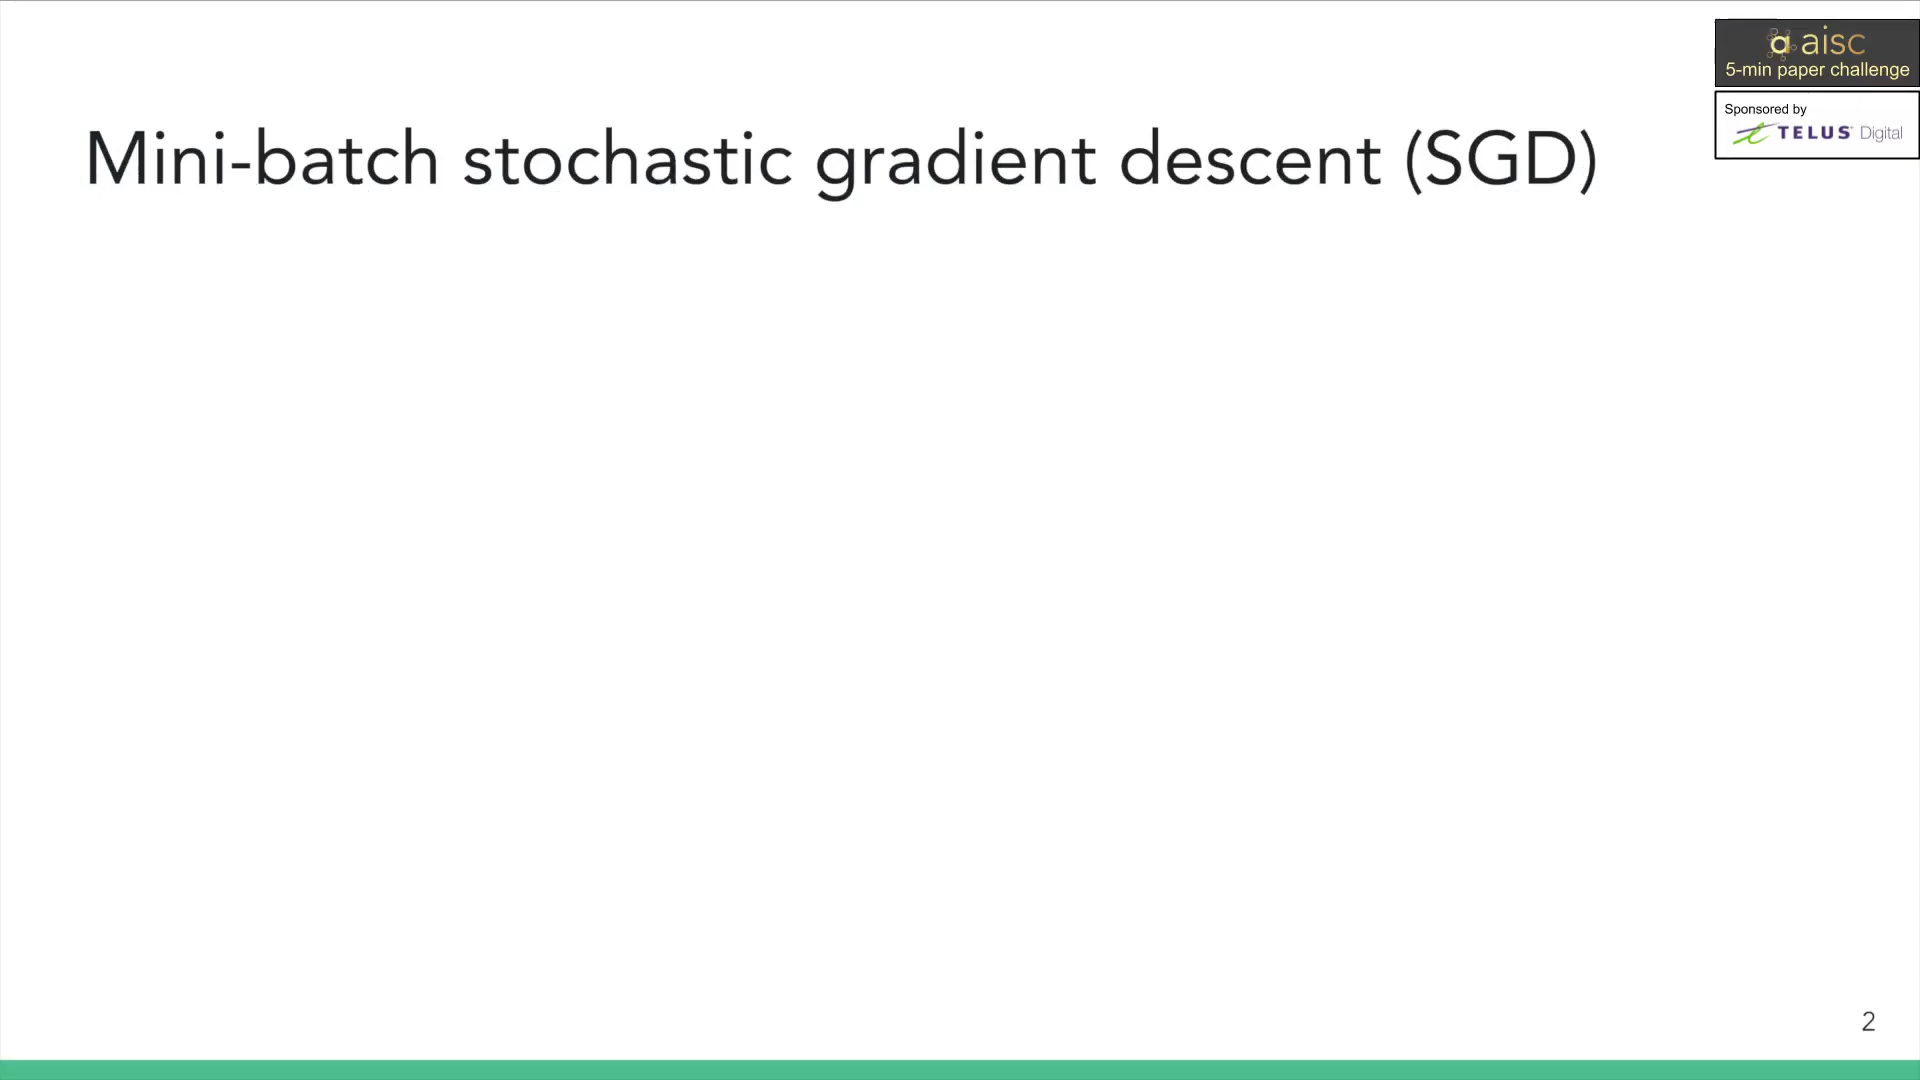 aisc
5-min paper challenge
Sponsored by
TELUS Digital
Mini-batch stochastic gradient descent (SGD)
2